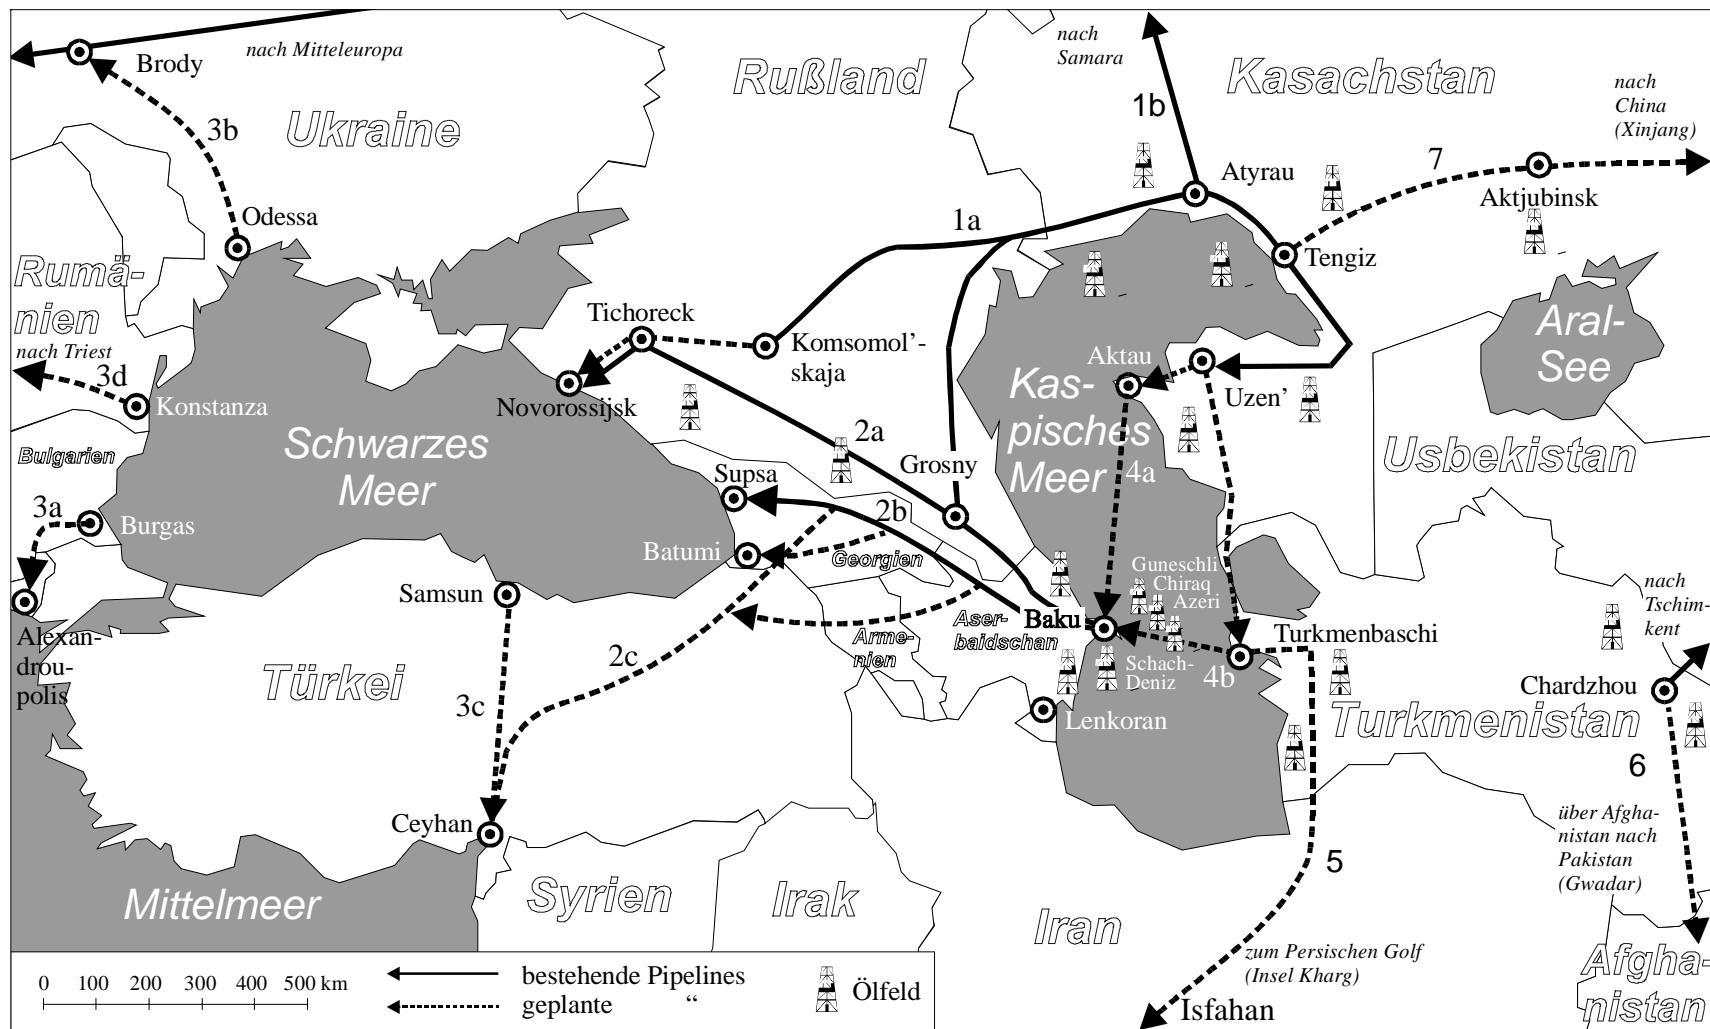 nach Mitteleuropa
Brody
3b
Ukraine
Rußland
nach
Samara
1b
Kasachstan
nach
China
(Xinjang)
7
Atyrau
Aktjubinsk
Odessa
1a
Tengiz
Rumä-
nien
nach Triest
3d
Konstanza
Tichoreck
Komsomol'-
skaja
Novorossijsk
Aktau
Uzen’
Aral-
See
Kas-
pisches
Meer
4a
Schwarzes
Meer
2a
Grosny
Usbekistan
Bulgarien
3a
Burgas
Supsa
2b
Batumi
Georgien
Guneschli
Chiraq
Azeri
Samsun
Alexan-
drou-
polis
Türkei
3c
2c
Arme-
nien
Aser-
baidschan
Baku
Schach-
Deniz
4b
Turkmenbaschi
nach
Tschim-
kent
Chardzhou
Lenkoran
Turkmenistan
6
Ceyhan
über Afgha-
nistan nach
Pakistan
(Gwadar)
5
Mittelmeer
Syrien
Irak
Iran
zum Persischen Golf
(Insel Kharg)
Isfahan
Afgha-
nistan
0 100 200 300 500 km
bestehende Pipelines
geplante “
Ölfeld